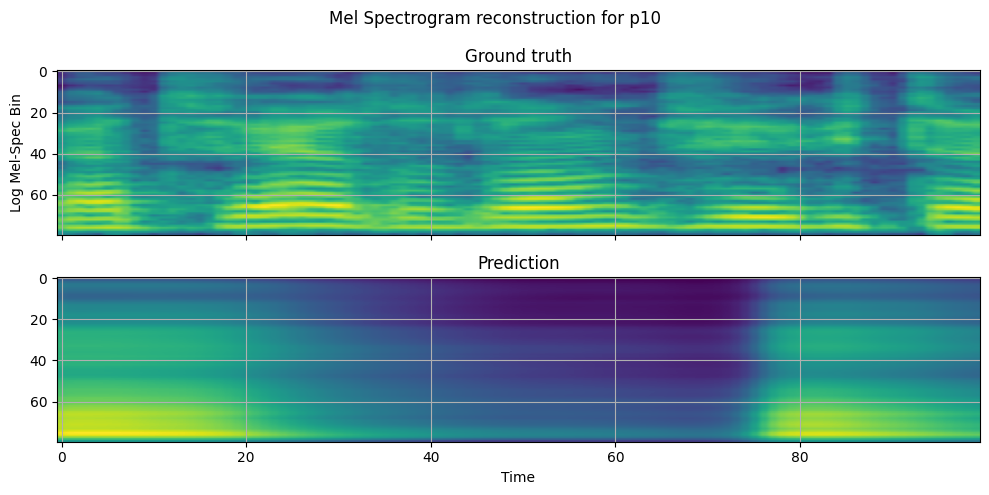 Mel Spectrogram reconstruction for p10
Ground truth
0
20
40
60
Log Mel-Spec Bin
Prediction
0
20
40
60
0 20 40 60 80
Time